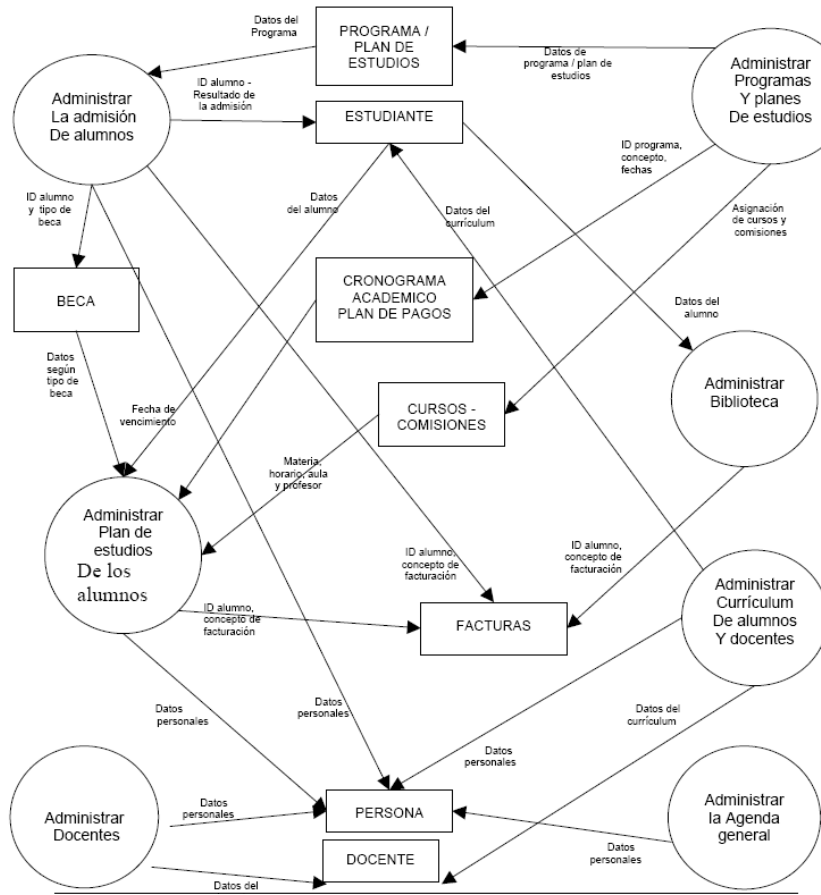 Datos del
Programa
PROGRAMA /
PLAN DE
ESTUDIOS
Datos de
programa / plan de
estudios
Administrar
Programas
Y planes
De estudios
Administrar
La admisión
De alumnos
ID alumno -
Resultado de
la admisión
ESTUDIANTE
ID programa,
concepto,
fechas
ID alumno
y tipo de
beca
Datos
del alumno
Datos del
currículum
Asignación
de cursos y
comisiones
BECA
CRONOGRAMA
ACADEMICO
PLAN DE PAGOS
Datos del
alumno
Datos
según
tipo de
beca
Fecha de
vencimiento
CURSOS -
COMISIONES
Administrar
Biblioteca
Materia,
horario, aula
y profesor
Administrar
Plan de
estudios
De los
alumnos
ID alumno,
concepto de
facturación
ID alumno,
concepto de
facturación
Administrar
Currículum
De alumnos
Y docentes
ID alumno,
concepto de
facturación
FACTURAS
Datos
personales
Datos
personales
Datos
personales
Datos del
currículum
Administrar
Docentes
Datos
personales
PERSONA
DOCENTE
Datos
personales
Administrar
la Agenda
general
Datos del